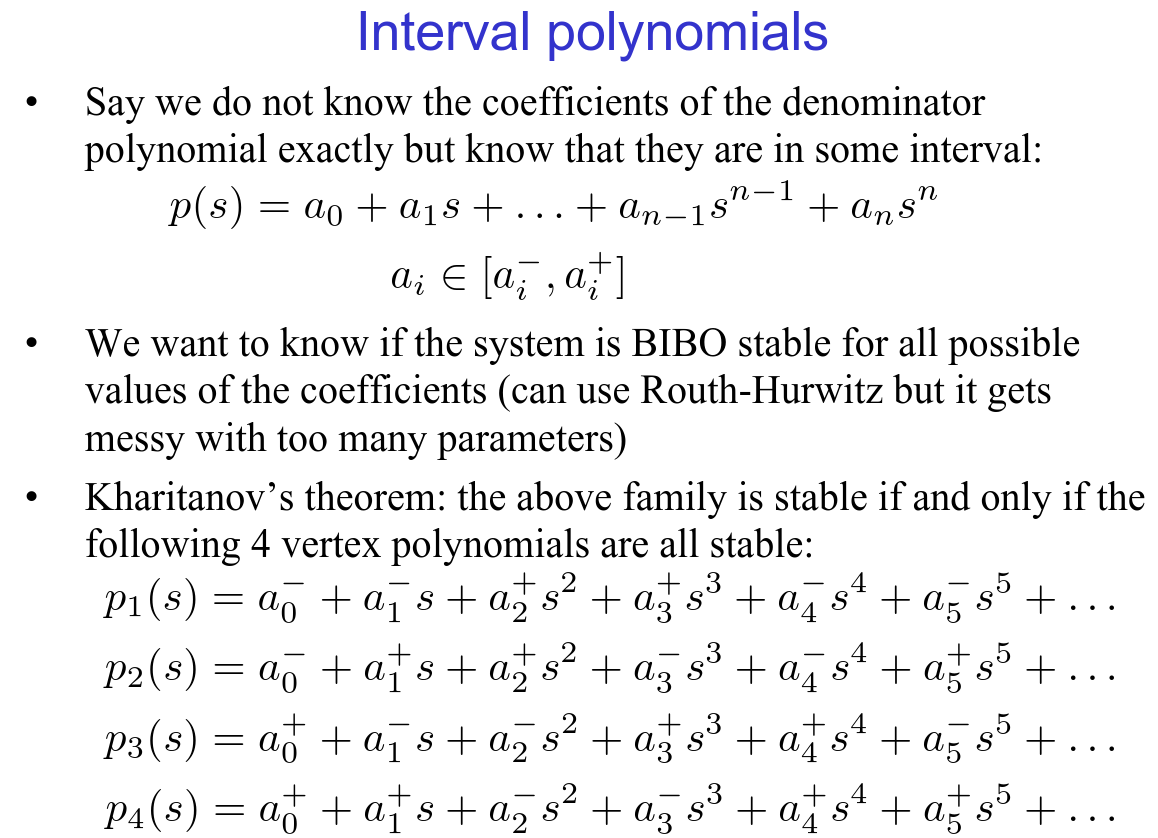 Interval polynomials
• Say we do not know the coefficients of the denominator
polynomial exactly but know that they are in some interval:
$p(s) = a_0 + a_1 s + \ldots + a_{n-1}s^{n-1} + a_n s^n$
$a_i \in [a_i^-, a_i^+]$
• We want to know if the system is BIBO stable for all possible
values of the coefficients (can use Routh-Hurwitz but it gets
messy with too many parameters)
• Kharitanov’s theorem: the above family is stable if and only if the
following 4 vertex polynomials are all stable:
$p_1(s) = a_0^- + a_1^- s + a_2^+ s^2 + a_3^+ s^3 + a_4^- s^4 + a_5^- s^5 + \ldots$
$p_2(s) = a_0^- + a_1^+ s + a_2^+ s^2 + a_3^- s^3 + a_4^- s^4 + a_5^+ s^5 + \ldots$
$p_3(s) = a_0^+ + a_1^- s + a_2^- s^2 + a_3^+ s^3 + a_4^+ s^4 + a_5^- s^5 + \ldots$
$p_4(s) = a_0^+ + a_1^+ s + a_2^- s^2 + a_3^- s^3 + a_4^+ s^4 + a_5^+ s^5 + \ldots$